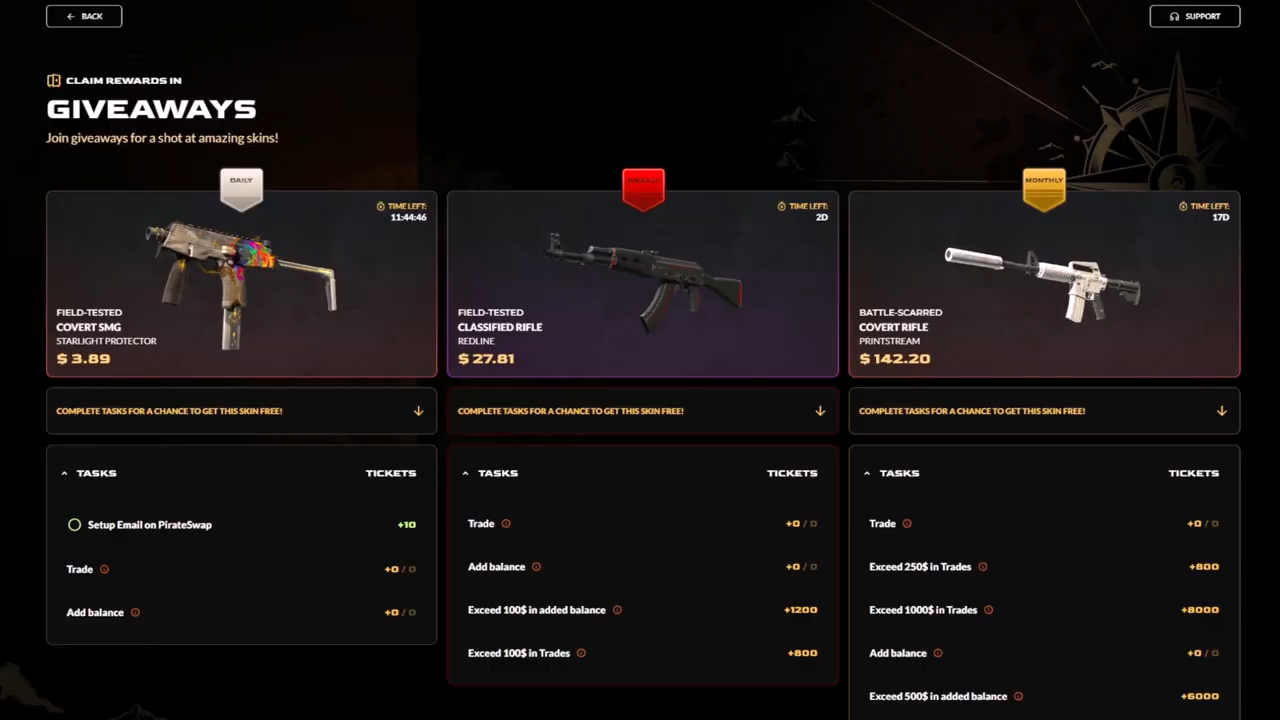 BACK
SUPPORT
CLAIM REWARDS IN
GIVEAWAYS
Join giveaways for a shot at amazing skins!
DAILY
TIME LEFT:
11:44:46
FIELD-TESTED
COVERT SMG
STARLIGHT PROTECTOR
$ 3.89
COMPLETE TASKS FOR A CHANCE TO GET THIS SKIN FREE!
TASKS TICKETS
Setup Email on PirateSwap +10
Trade +0 / 0
Add balance +0 / 0
WEEKLY
TIME LEFT:
2D
FIELD-TESTED
CLASSIFIED RIFLE
REDLINE
$ 27.81
COMPLETE TASKS FOR A CHANCE TO GET THIS SKIN FREE!
TASKS TICKETS
Trade +0 / 0
Add balance +0 / 0
Exceed 100$ in added balance +1200
Exceed 100$ in Trades +800
MONTHLY
TIME LEFT:
17D
BATTLE-SCARRED
COVERT RIFLE
PRINTSTREAM
$ 142.20
COMPLETE TASKS FOR A CHANCE TO GET THIS SKIN FREE!
TASKS TICKETS
Trade +0 / 0
Exceed 250$ in Trades +800
Exceed 1000$ in Trades +8000
Add balance +0 / 0
Exceed 500$ in added balance +6000